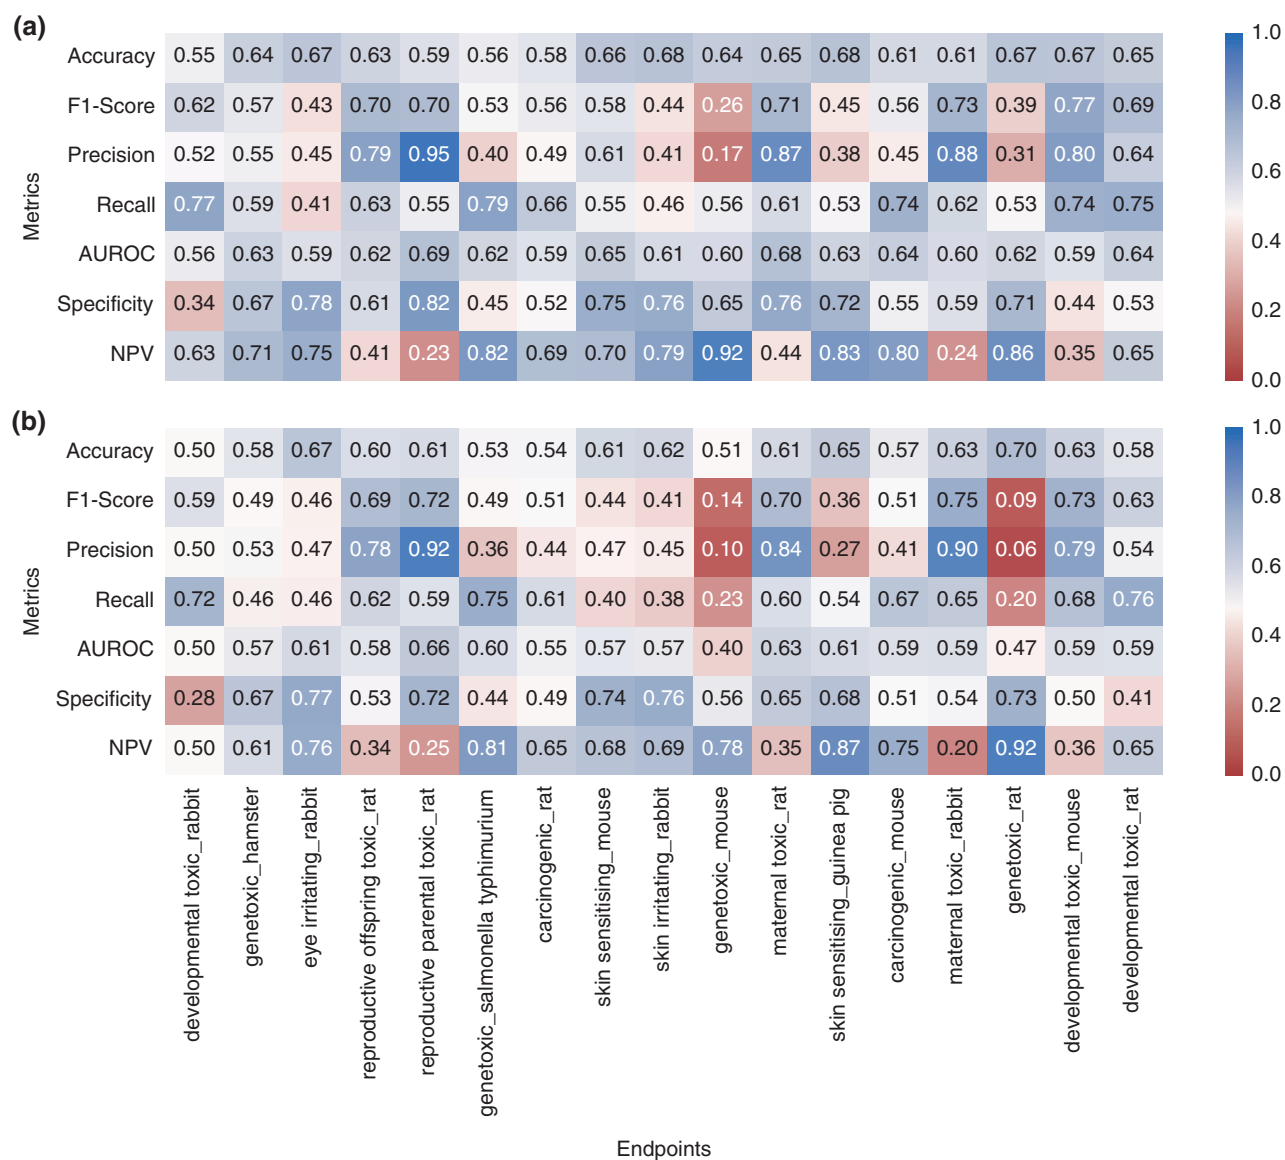 (a)
Accuracy 0.55 0.64 0.67 0.63 0.59 0.56 0.58 0.66 0.68 0.64 0.65 0.68 0.61 0.61 0.67 0.67 0.65
F1-Score 0.62 0.57 0.43 0.70 0.70 0.53 0.56 0.58 0.44 0.26 0.71 0.45 0.56 0.73 0.39 0.77 0.69
Precision 0.52 0.55 0.45 0.79 0.95 0.40 0.49 0.61 0.41 0.17 0.87 0.38 0.45 0.88 0.31 0.80 0.64
Recall 0.77 0.59 0.41 0.63 0.55 0.79 0.66 0.55 0.46 0.56 0.61 0.53 0.74 0.62 0.53 0.74 0.75
AUROC 0.56 0.63 0.59 0.62 0.69 0.62 0.59 0.65 0.61 0.60 0.68 0.63 0.64 0.60 0.62 0.59 0.64
Specificity 0.34 0.67 0.78 0.61 0.82 0.45 0.52 0.75 0.76 0.65 0.76 0.72 0.55 0.59 0.71 0.44 0.53
NPV 0.63 0.71 0.75 0.41 0.23 0.82 0.69 0.70 0.79 0.92 0.44 0.83 0.80 0.24 0.86 0.35 0.65
Metrics
1.0
0.8
0.6
0.4
0.2
0.0
(b)
Accuracy 0.50 0.58 0.67 0.60 0.61 0.53 0.54 0.61 0.62 0.51 0.61 0.65 0.57 0.63 0.70 0.63 0.58
F1-Score 0.59 0.49 0.46 0.69 0.72 0.49 0.51 0.44 0.41 0.14 0.70 0.36 0.51 0.75 0.09 0.73 0.63
Precision 0.50 0.53 0.47 0.78 0.92 0.36 0.44 0.47 0.45 0.10 0.84 0.27 0.41 0.90 0.06 0.79 0.54
Recall 0.72 0.46 0.46 0.62 0.59 0.75 0.61 0.40 0.38 0.23 0.60 0.54 0.67 0.65 0.20 0.68 0.76
AUROC 0.50 0.57 0.61 0.58 0.66 0.60 0.55 0.57 0.57 0.40 0.63 0.61 0.59 0.59 0.47 0.59 0.59
Specificity 0.28 0.67 0.77 0.53 0.72 0.44 0.49 0.74 0.76 0.56 0.65 0.68 0.51 0.54 0.73 0.50 0.41
NPV 0.50 0.61 0.76 0.34 0.25 0.81 0.65 0.68 0.69 0.78 0.35 0.87 0.75 0.20 0.92 0.36 0.65
Metrics
1.0
0.8
0.6
0.4
0.2
0.0
developmental toxic_rabbit
genetoxic_hamster
eye irritating_rabbit
reproductive offspring toxic_rat
reproductive parental toxic_rat
genetoxic_salmonella typhimurium
carcinogenic_rat
skin sensitising_mouse
skin irritating_rabbit
genetoxic_mouse
maternal toxic_rat
skin sensitising_guinea pig
carcinogenic_mouse
maternal toxic_rabbit
genetoxic_rat
developmental toxic_mouse
developmental toxic_rat
Endpoints